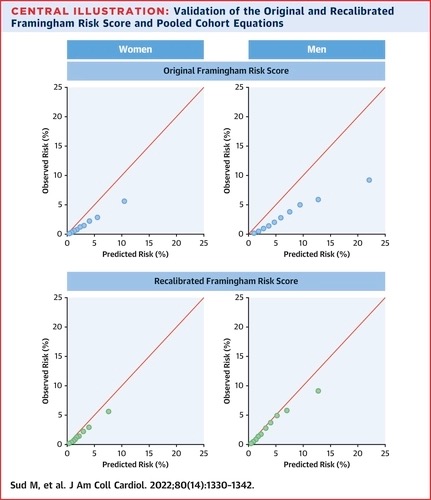 CENTRAL ILLUSTRATION: Validation of the Original and Recalibrated
Framingham Risk Score and Pooled Cohort Equations
Women
Men
Original Framingham Risk Score
25
20
15
10
5
0
Observed Risk (%)
0 5 10 15 20 25
Predicted Risk (%)
25
20
15
10
5
0
Observed Risk (%)
0 5 10 15 20 25
Predicted Risk (%)
Recalibrated Framingham Risk Score
25
20
15
10
5
0
Observed Risk (%)
0 5 10 15 20 25
Predicted Risk (%)
25
20
15
10
5
0
Observed Risk (%)
0 5 10 15 20 25
Predicted Risk (%)
Sud M, et al. J Am Coll Cardiol. 2022;80(14):1330–1342.